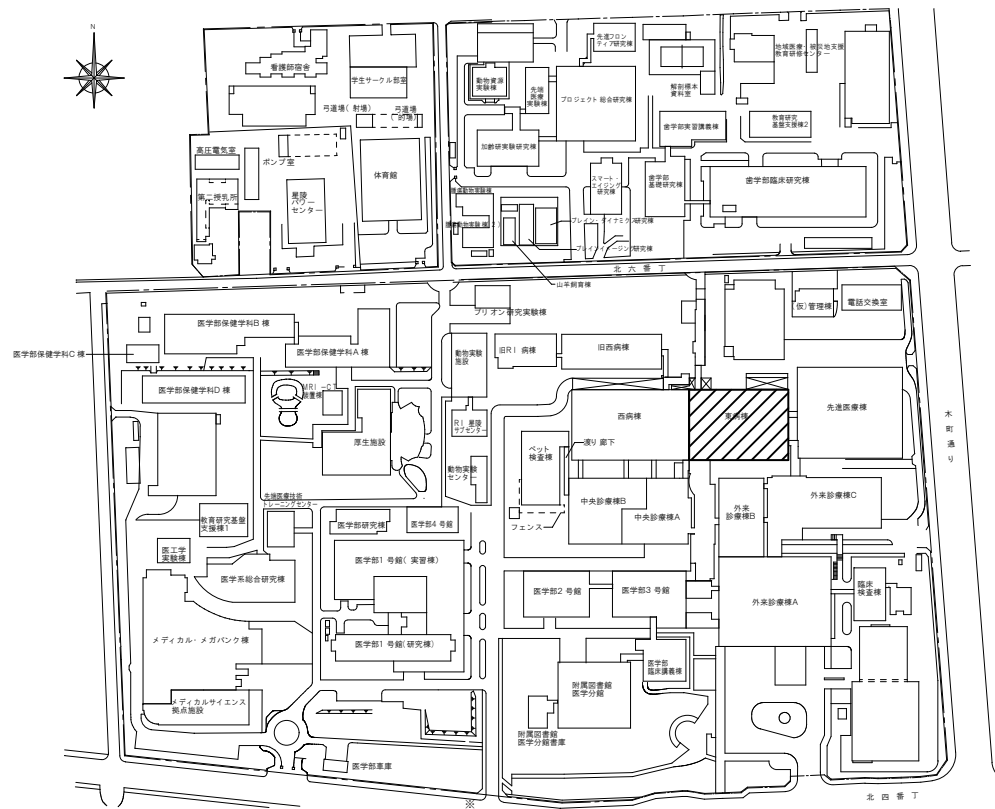 N
看護師宿舎
学生サークル部室
弓道場(射場)
弓道場
(的場)
高圧電気室
ポンプ室
第二授乳所
星陵
パワー
センター
体育館
先進フロン
ティア研究棟
動物資源
実験棟
先端
医療
実験棟
プロジェクト総合研究棟
解剖標本
資料室
地域医療・被災地支援
教育研修センター
加齢研実験研究棟
歯学部実習講義棟
教育研究
基盤支援棟2
スマート・
エイジング
研究棟
歯学部
基礎研究棟
歯学部臨床研究棟
ブレイン・ダイナミクス研究棟
ブレインイメージング研究棟
山羊飼育棟
北六番丁
医学部保健学科B棟
医学部保健学科A棟
医学部保健学科C棟
医学部保健学科D棟
MRI-CT
装置棟
厚生施設
プリオン研究実験棟
動物実験
施設
旧RI病棟
旧西病棟
(仮)管理棟
電話交換室
RI星陵
サブセンター
動物実験
センター
ペット
検査棟
渡り廊下
フェンス
西病棟
東病棟
先進医療棟
木町通り
中央診療棟B
中央診療棟A
外来
診療棟B
外来診療棟C
先端医療技術
トレーニングセンター
教育研究基盤
支援棟1
医学部研究棟
医学部4号館
医工学
実験棟
医学系総合研究棟
医学部1号館(実習棟)
医学部2号館
医学部3号館
外来診療棟A
臨床
検査棟
メディカル・メガバンク棟
医学部1号館(研究棟)
医学部
臨床講義棟
附属図書館
医学分館
メディカルサイエンス
拠点施設
附属図書館
医学分館書庫
医学部車庫
※
北四番丁